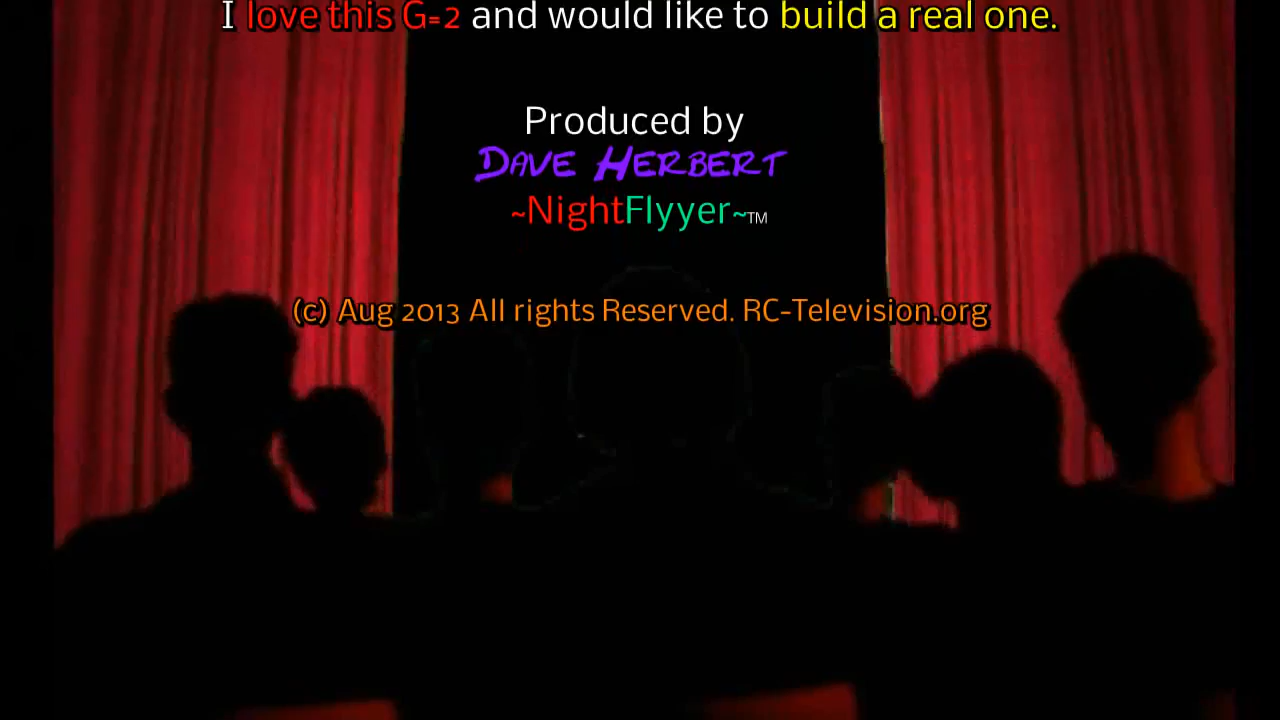 I love this G=2 and would like to build a real one.
Produced by
DAVE HERBERT
~NightFlyyer~TM
(c) Aug 2013 All rights Reserved. RC-Television.org